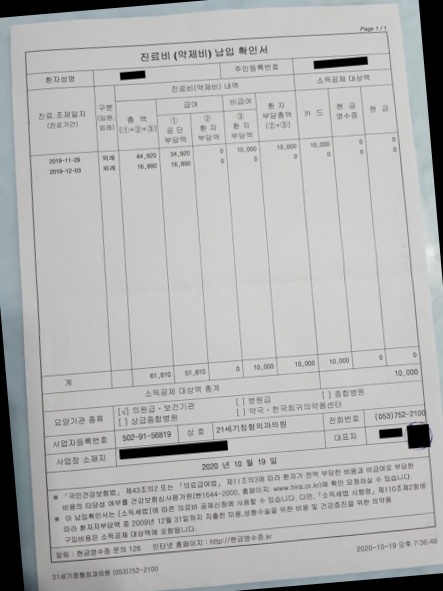 Page 1 / 1
진료비 (약제비) 납입 확인서
환자성명 주민등록번호
진료비(약제비) 내역 소득공제 대상액
진료.조제일자 (진료기간) 구분 (입원, 외래) 총 액 (①+②+③) 급여 비급여 환 자 부담총액 (②+③) 카 드 현 금 영수증 현 금
① 공 단 부담액 ② 환 자 부담액 ③ 환 자 부담액
2019-11-29 외래 44,920 34,920 0 10,000 10,000 10,000 0 0
2019-12-03 외래 16,890 16,890 0 0 0 0 0 0
계 61,810 51,810 0 10,000 10,000 10,000 0 0
소득공제 대상액 총계 10,000
요양기관 종류 [√] 의원급·보건기관 [ ] 병원급 [ ] 종합병원
[ ] 상급종합병원 [ ] 약국·한국희귀의약품센터
사업자등록번호 502-91-56819 상 호 21세기정형외과의원 전화번호 (053)752-2100
사업장 소재지 대표자
2020 년 10 월 19 일
※ 「국민건강보험법」 제43조의2 또는 「의료급여법」 제11조의3에 따라 환자가 전액 부담한 비용과 비급여로 부담한
비용의 타당성 여부를 건강보험심사평가원(☎1644-2000, 홈페이지: www.hira.or.kr)에 확인 요청하실 수 있습니다.
※ 이 납입확인서는 [소득세법]에 따른 의료비 공제신청에 사용할 수 있습니다. 다만, 「소득세법 시행령」 제110조제2항에
따라 환자부담액 중 2009년 12월 31일까지 지출한 미용,성형수술을 위한 비용 및 건강증진을 위한 의약품
구입비용은 소득공제 대상액에 포함됩니다.
알림 : 현금영수증 문의 126 인터넷 홈페이지 : http://현금영수증.kr
21세기정형외과의원 (053)752-2100 2020-10-19 오후 7:36:45